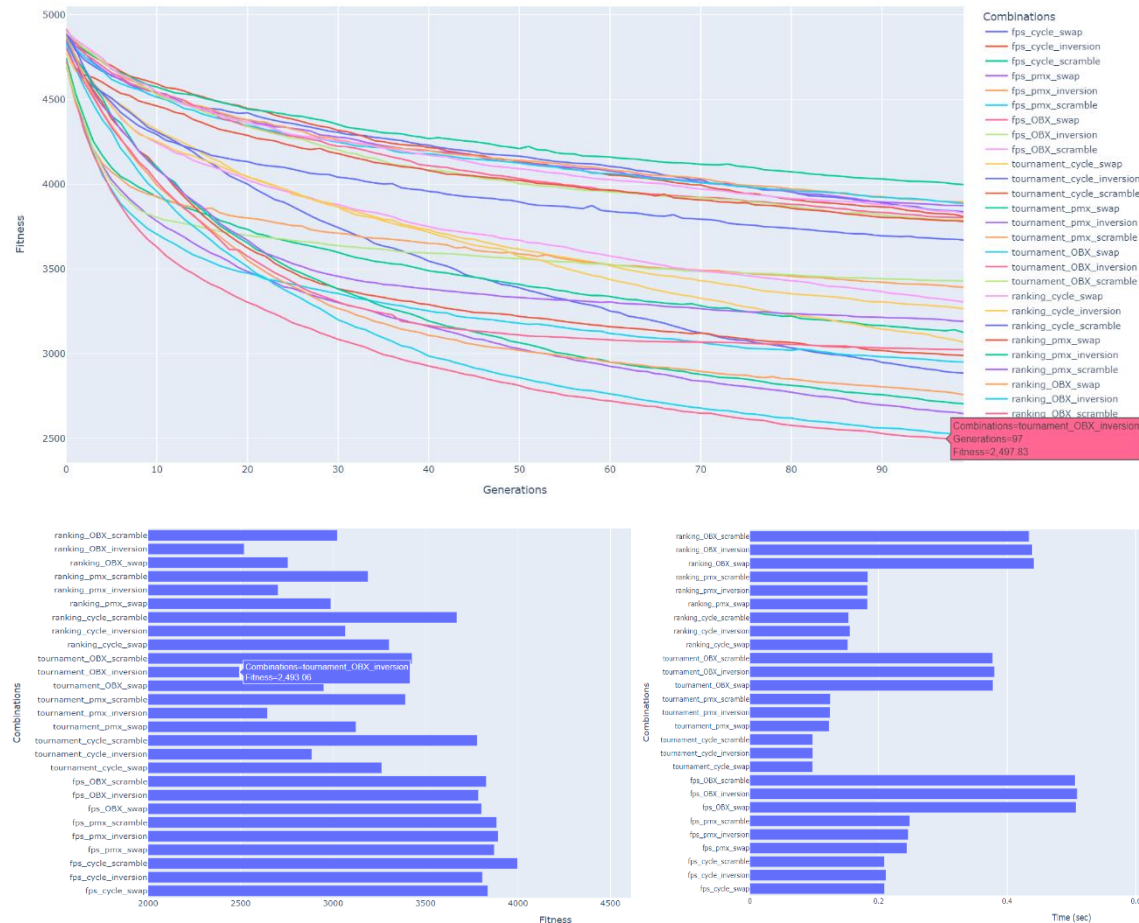 Combinations
fps_cycle_swap
fps_cycle_inversion
fps_cycle_scramble
fps_pmx_swap
fps_pmx_inversion
fps_pmx_scramble
fps_OBX_swap
fps_OBX_inversion
fps_OBX_scramble
tournament_cycle_swap
tournament_cycle_inversion
tournament_cycle_scramble
tournament_pmx_swap
tournament_pmx_inversion
tournament_pmx_scramble
tournament_OBX_swap
tournament_OBX_inversion
tournament_OBX_scramble
ranking_cycle_swap
ranking_cycle_inversion
ranking_cycle_scramble
ranking_pmx_swap
ranking_pmx_inversion
ranking_pmx_scramble
ranking_OBX_swap
ranking_OBX_inversion
ranking_OBX_scramble
5000
4500
4000
3500
3000
2500
Fitness
Combinations=tournament_OBX_inversion
Generations=97
Fitness=2,497.83
0 10 20 30 40 50 60 70 80 90
Generations
Combinations
ranking_OBX_scramble
ranking_OBX_inversion
ranking_OBX_swap
ranking_pmx_scramble
ranking_pmx_inversion
ranking_pmx_swap
ranking_cycle_scramble
ranking_cycle_inversion
ranking_cycle_swap
tournament_OBX_scramble
tournament_OBX_inversion
tournament_OBX_swap
tournament_pmx_scramble
tournament_pmx_inversion
tournament_pmx_swap
tournament_cycle_scramble
tournament_cycle_inversion
tournament_cycle_swap
fps_OBX_scramble
fps_OBX_inversion
fps_OBX_swap
fps_pmx_scramble
fps_pmx_inversion
fps_pmx_swap
fps_cycle_scramble
fps_cycle_inversion
fps_cycle_swap
Combinations=tournament_OBX_inversion
Fitness=2,493.06
2000 2500 3000 3500 4000 4500
Fitness
Combinations
ranking_OBX_scramble
ranking_OBX_inversion
ranking_OBX_swap
ranking_pmx_scramble
ranking_pmx_inversion
ranking_pmx_swap
ranking_cycle_scramble
ranking_cycle_inversion
ranking_cycle_swap
tournament_OBX_scramble
tournament_OBX_inversion
tournament_OBX_swap
tournament_pmx_scramble
tournament_pmx_inversion
tournament_pmx_swap
tournament_cycle_scramble
tournament_cycle_inversion
tournament_cycle_swap
fps_OBX_scramble
fps_OBX_inversion
fps_OBX_swap
fps_pmx_scramble
fps_pmx_inversion
fps_pmx_swap
fps_cycle_scramble
fps_cycle_inversion
fps_cycle_swap
0 0.2 0.4
Time (sec)